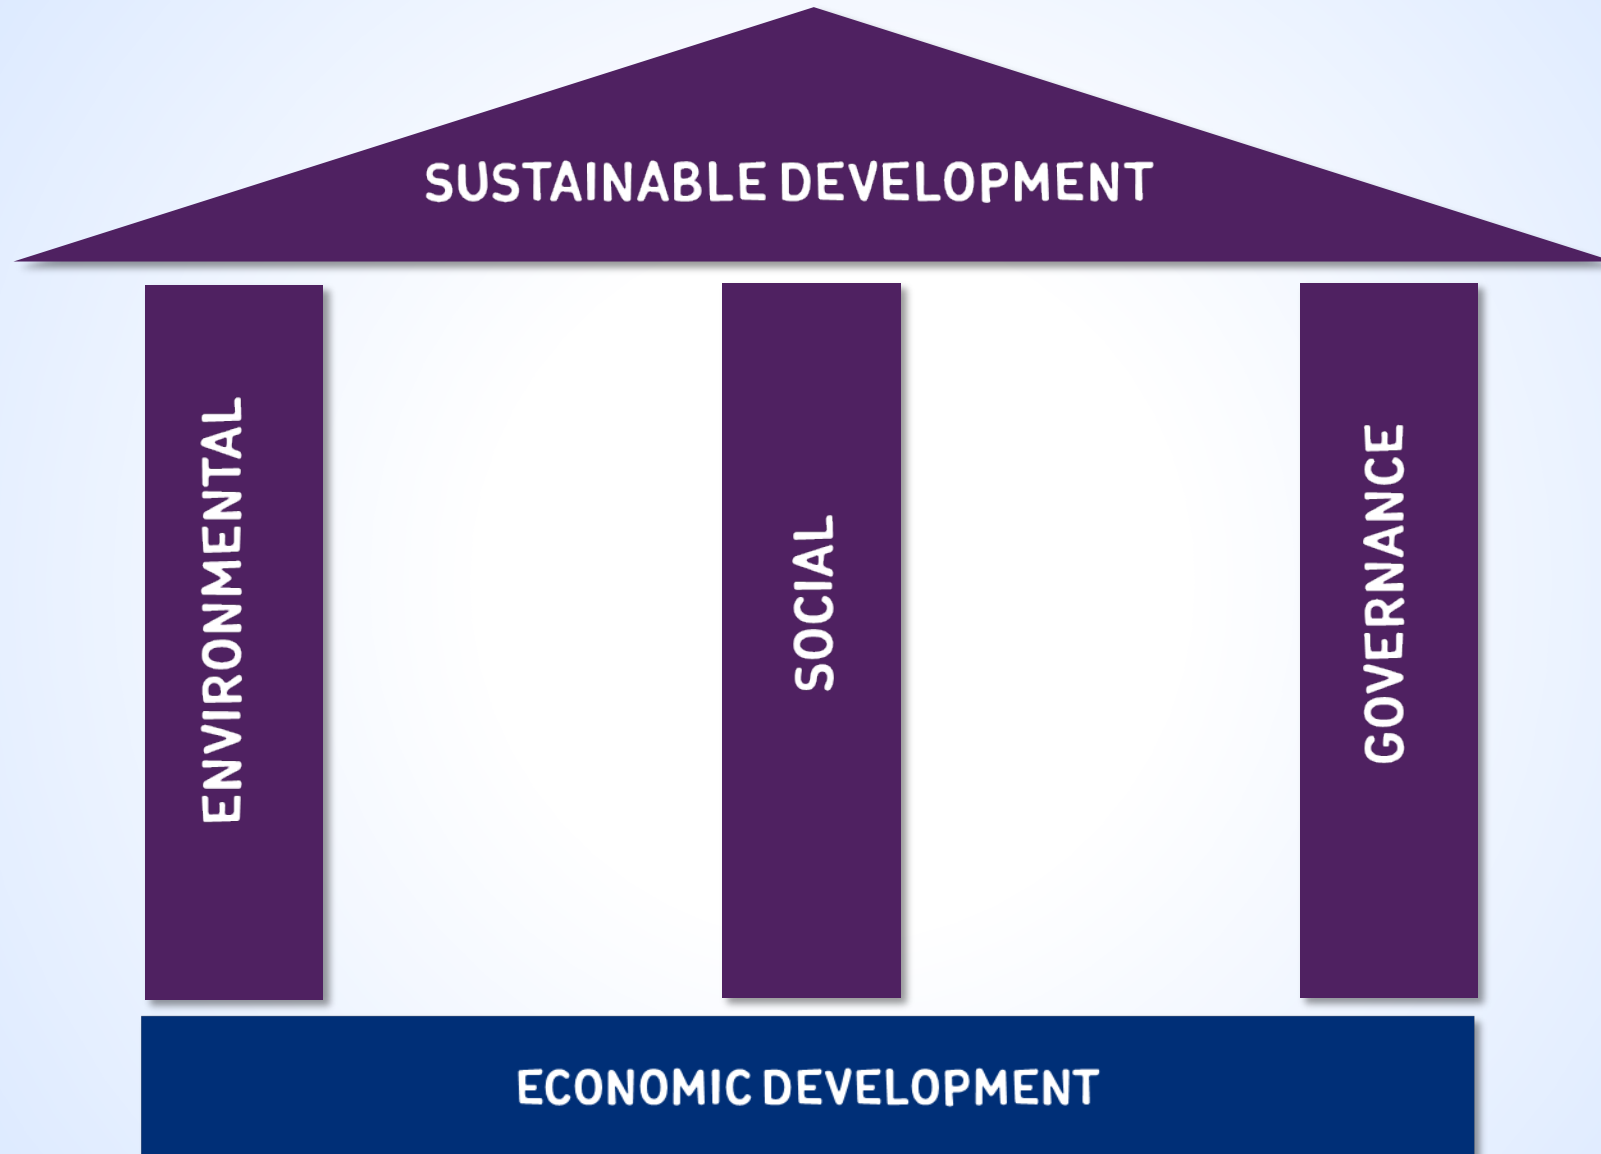 SUSTAINABLE DEVELOPMENT
ENVIRONMENTAL
SOCIAL
GOVERNANCE
ECONOMIC DEVELOPMENT